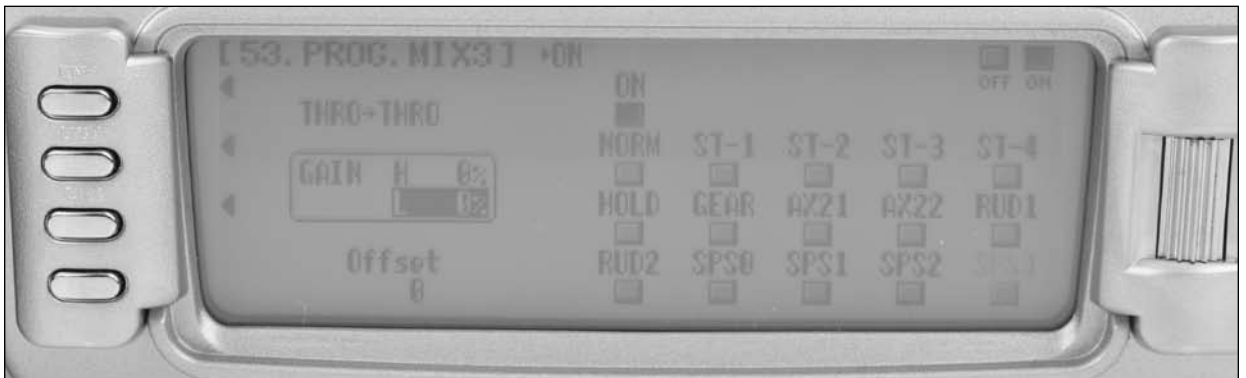 [53. PROG. MIX3] ▸ON
OFF ON
ON
THRO→THRO
NORM ST-1 ST-2 ST-3 ST-4
GAIN H 0%
L 0%
HOLD GEAR AX21 AX22 RUD1
Offset
0
RUD2 SPS0 SPS1 SPS2 SPS3